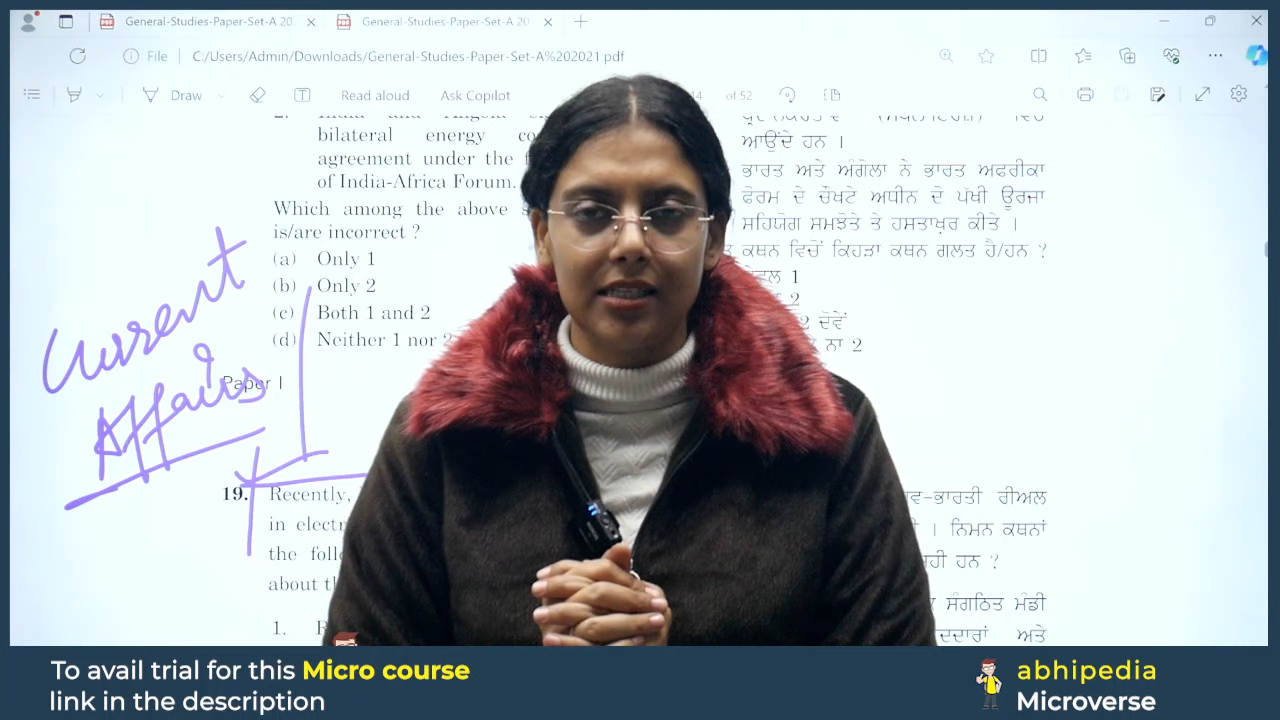 General-Studies-Paper-Set-A 20
General-Studies-Paper-Set-A 20
File
C:/Users/Admin/Downloads/General-Studies-Paper-Set-A%202021.pdf
Draw
Read aloud
Ask Copilot
of 52
bilateral energy
agreement under the
of India-Africa Forum.
Which among the above
is/are incorrect ?
(a) Only 1
(b) Only 2
(c) Both 1 and 2
(d) Neither 1 nor 2
Paper I
Current
Affairs
19. Recently,
in
the
about
1.
ਆਉਂਦੇ ਹਨ ।
ਭਾਰਤ ਅਤੇ ਅੰਗੋਲਾ ਨੇ ਭਾਰਤ ਅਫਰੀਕਾ
ਫੋਰਮ ਦੇ ਚੌਖਟੇ ਅਧੀਨ ਦੋ ਪੱਖੀ ਊਰਜਾ
ਸਹਿਯੋਗ ਸਮਝੋਤੇ ਤੇ ਹਸਤਾਖ਼ਰ ਕੀਤੇ ।
ਕਥਨ ਵਿਚੋਂ ਕਿਹੜਾ ਕਥਨ ਗਲਤ ਹੈ/ਹਨ ?
1
2
2 ਦੋਵੇਂ
ਨਾ 2
ਰੀਅਲ
। ਨਿਮਨ ਕਥਨਾਂ
ਹਨ ?
ਸੰਗਠਿਤ ਮੰਡੀ
ਅਤੇ
To avail trial for this Micro course
link in the description
abhipedia
Microverse